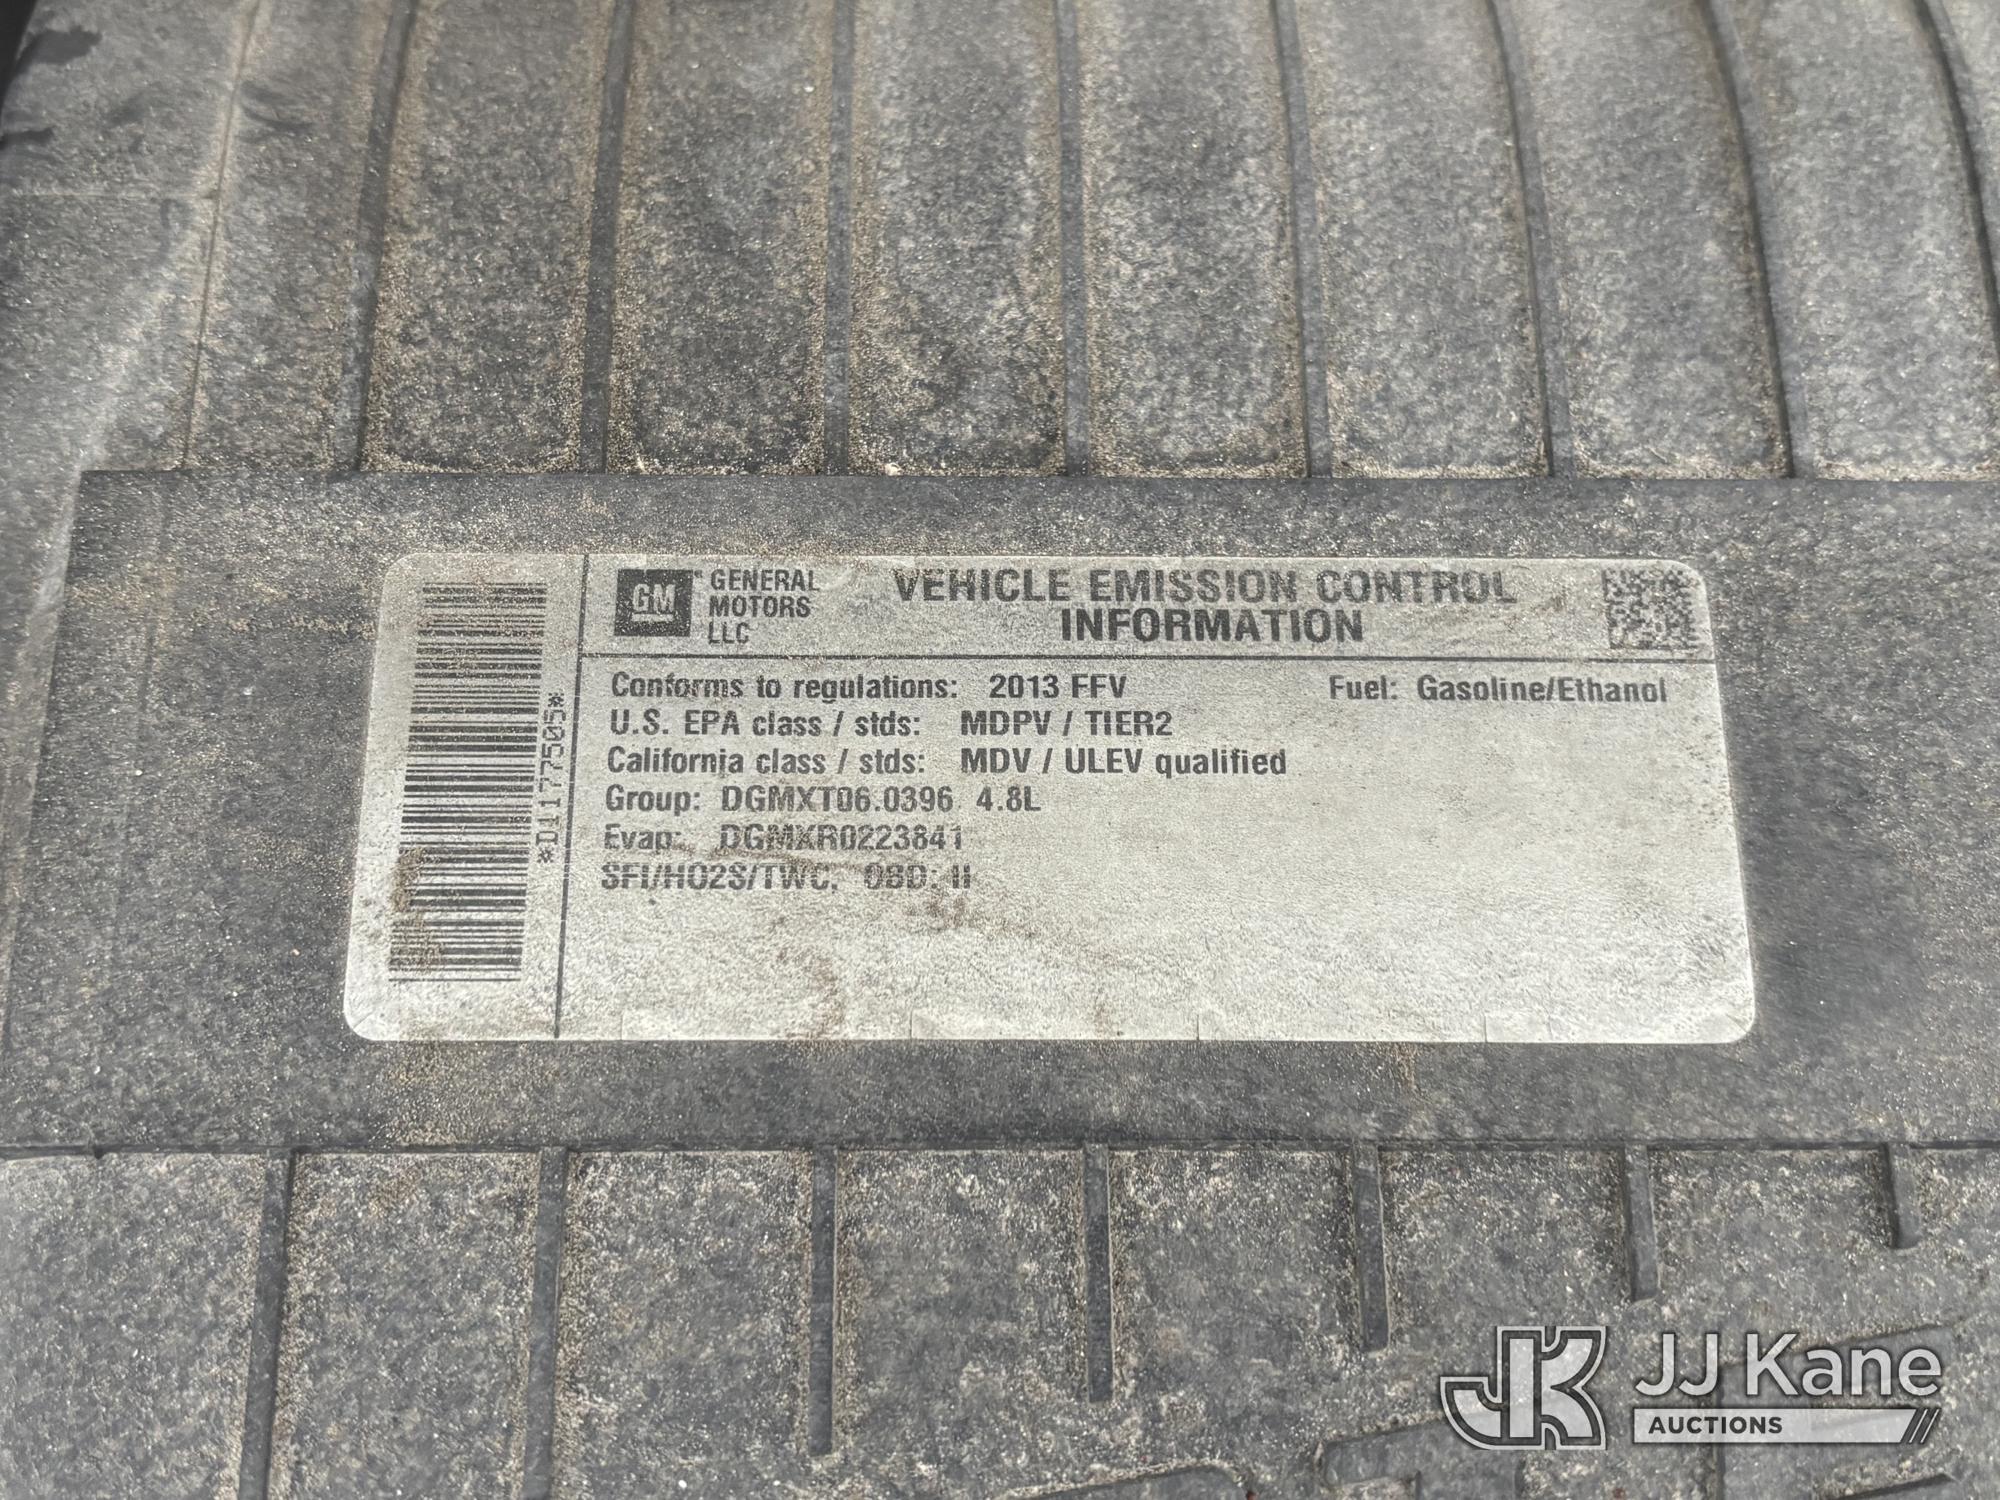 GM GENERAL MOTORS LLC
VEHICLE EMISSION CONTROL
INFORMATION
Conforms to regulations: 2013 FFV Fuel: Gasoline/Ethanol
U.S. EPA class / stds: MDPV / TIER2
California class / stds: MDV / ULEV qualified
Group: DGMXT06.0396 4.8L
Evap: DGMXR0223841
SFI/HO2S/TWC, OBD: II
*D1177505*
JK JJ Kane
AUCTIONS